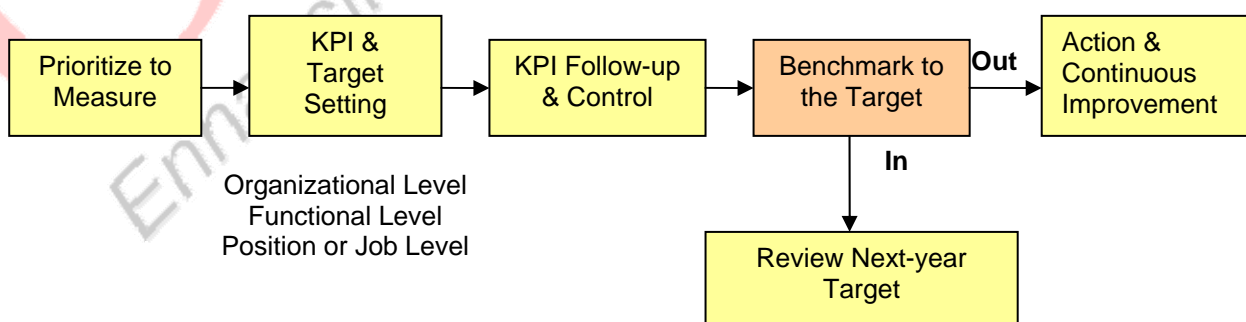 Prioritize to
Measure
KPI &
Target
Setting
KPI Follow-up
& Control
Benchmark to
the Target
Out
Action &
Continuous
Improvement
In
Organizational Level
Functional Level
Position or Job Level
Review Next-year
Target